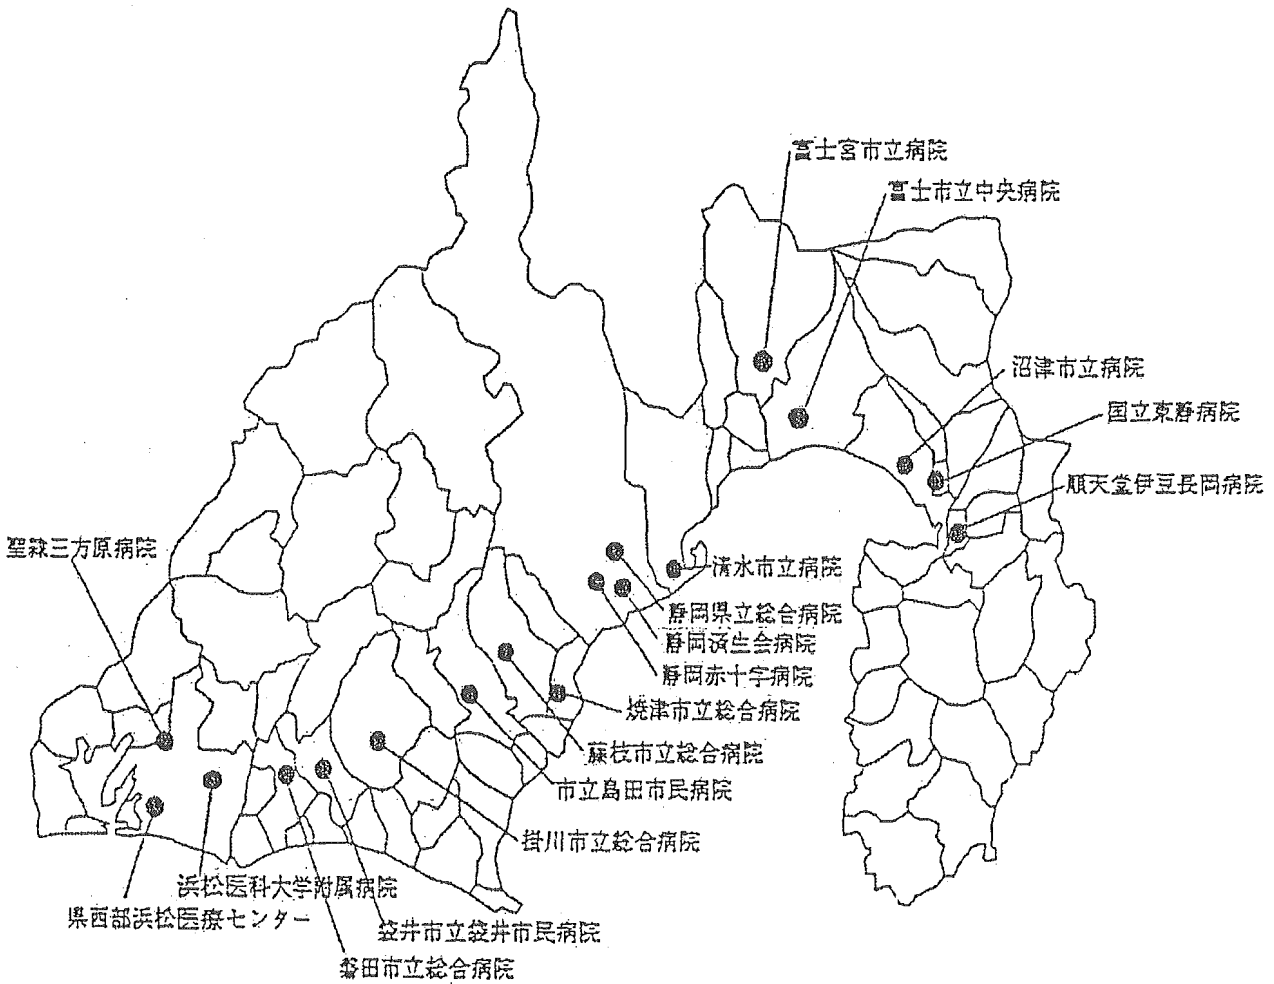 富士宮市立病院
富士市立中央病院
沼津市立病院
国立東静病院
順天堂伊豆長岡病院
聖隷三方原病院
清水市立病院
静岡県立総合病院
静岡済生会病院
静岡赤十字病院
焼津市立総合病院
藤枝市立総合病院
市立島田市民病院
掛川市立総合病院
浜松医科大学附属病院
県西部浜松医療センター
袋井市立袋井市民病院
磐田市立総合病院